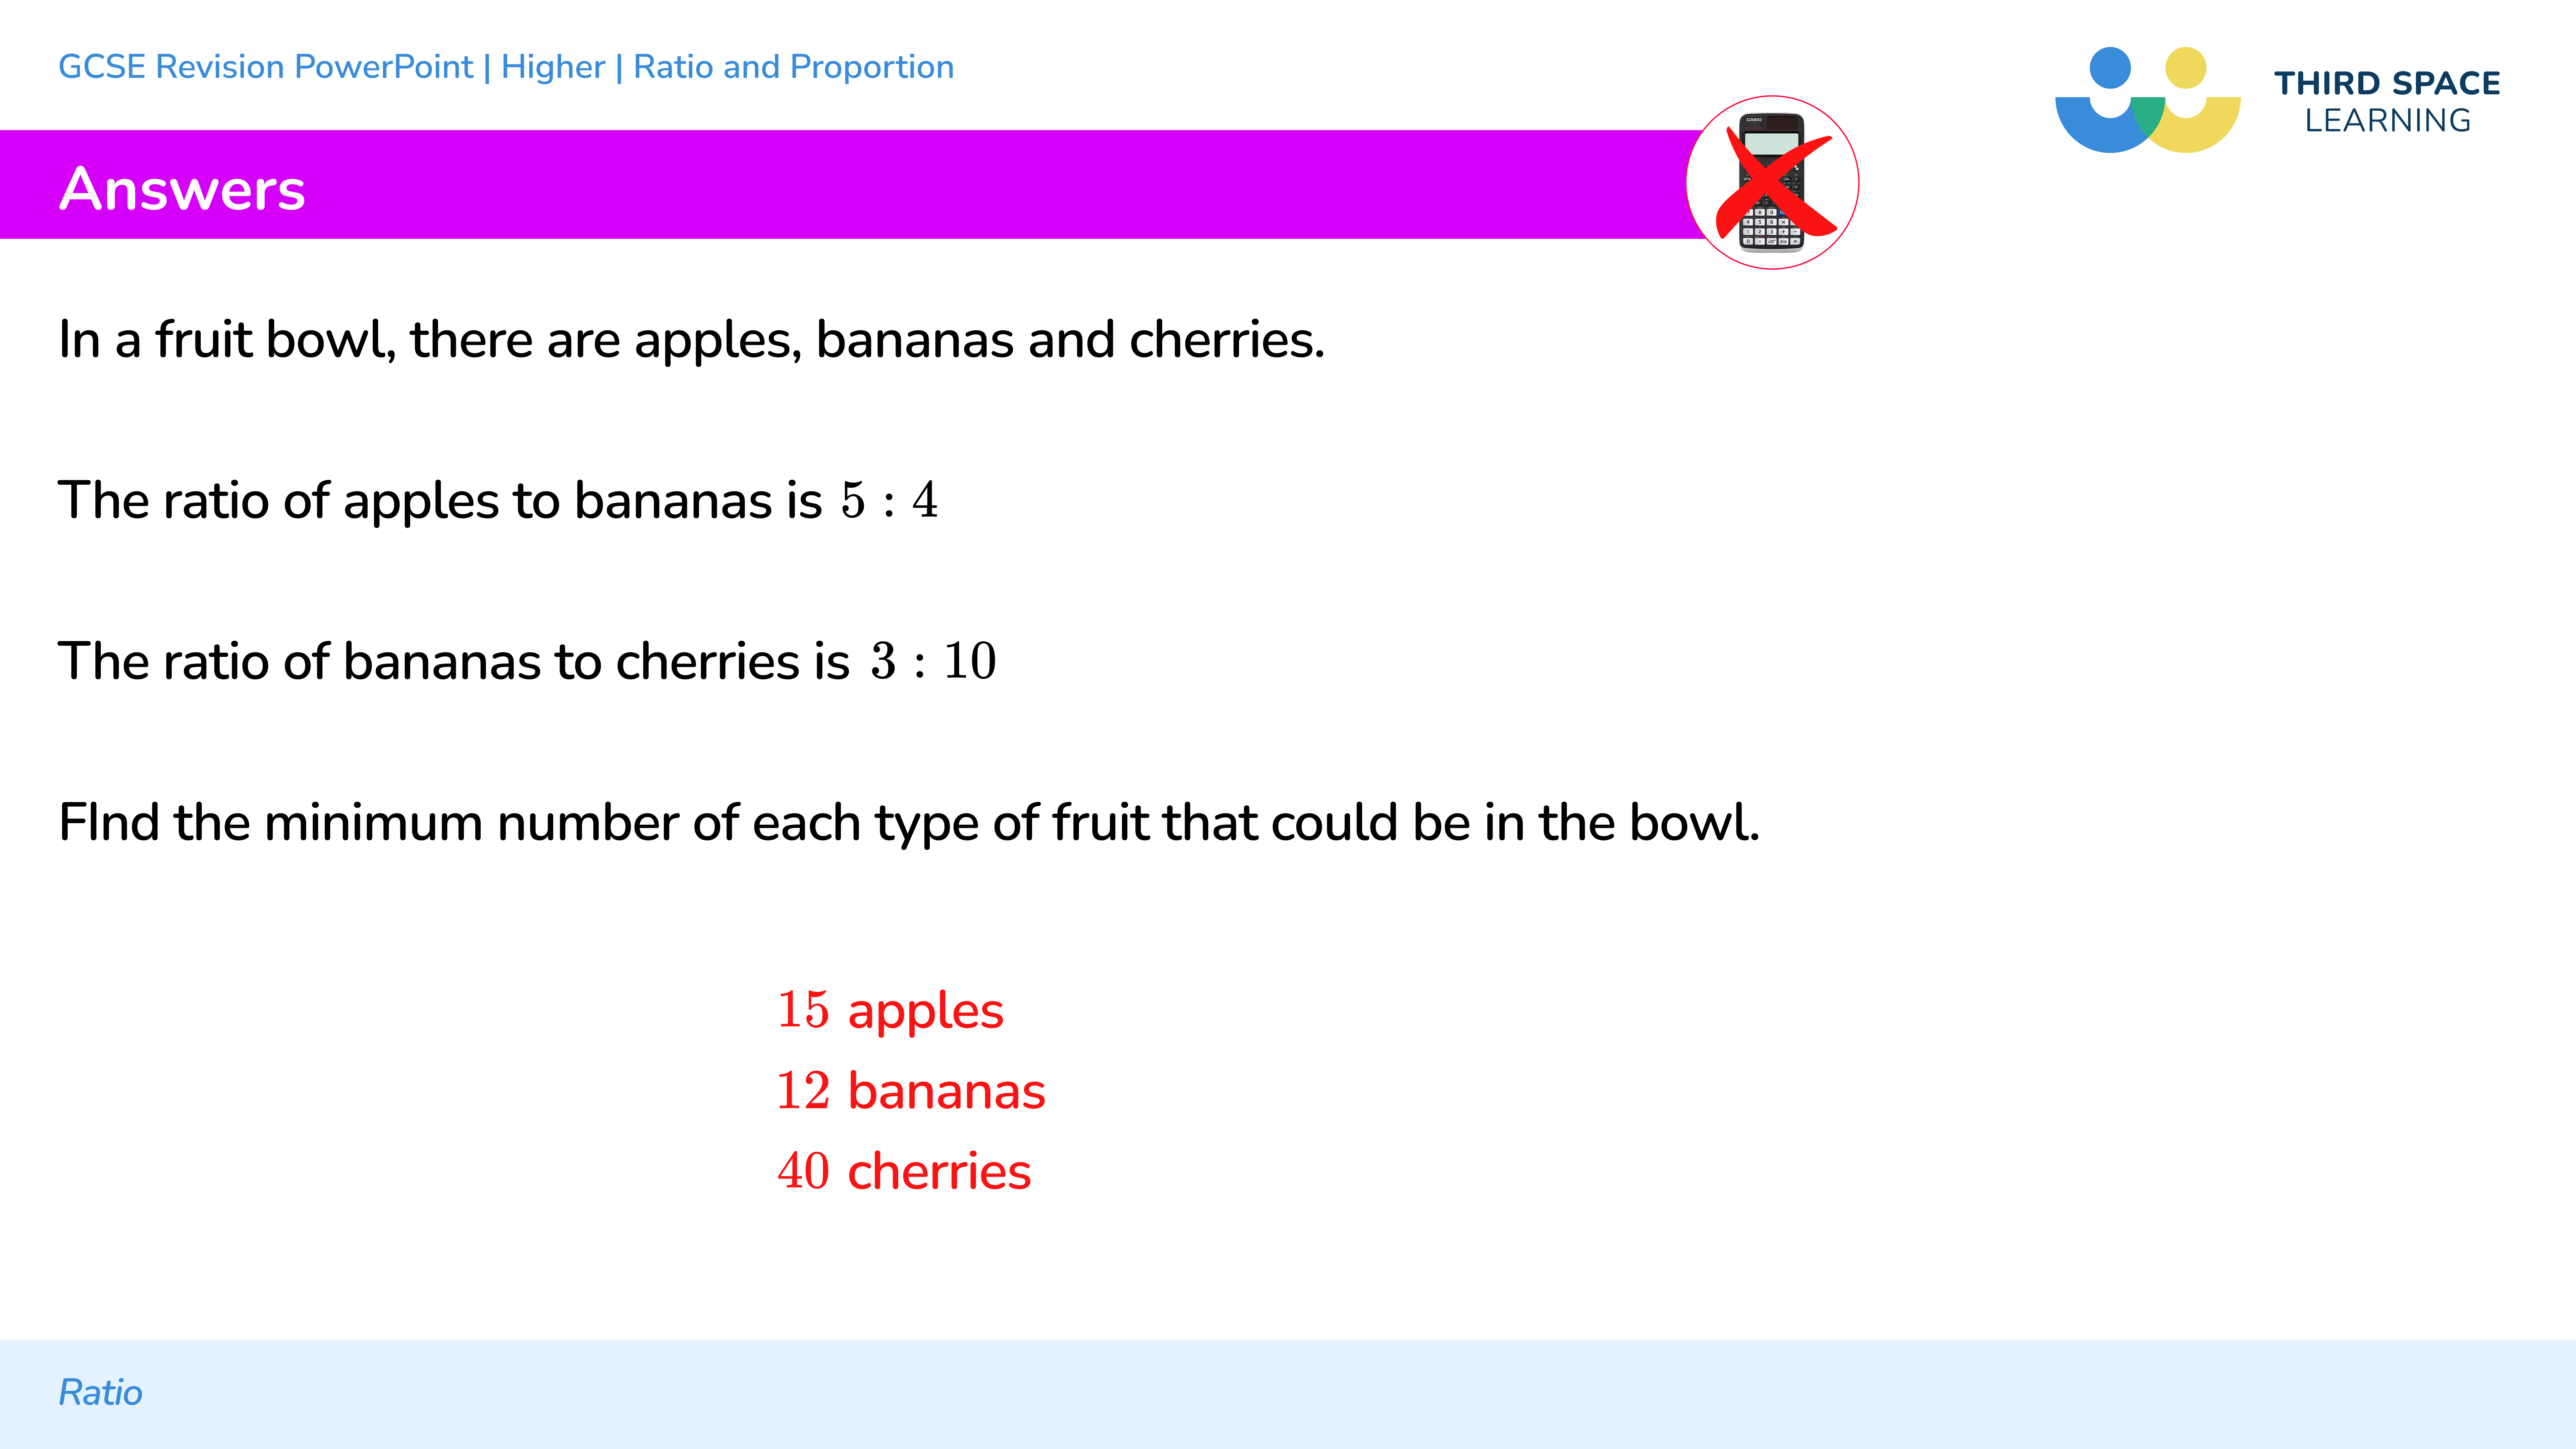 GCSE Revision PowerPoint | Higher | Ratio and Proportion
THIRD SPACE
LEARNING
Answers
CASIO
In a fruit bowl, there are apples, bananas and cherries.
The ratio of apples to bananas is 5 : 4
The ratio of bananas to cherries is 3 : 10
FInd the minimum number of each type of fruit that could be in the bowl.
15 apples
12 bananas
40 cherries
Ratio